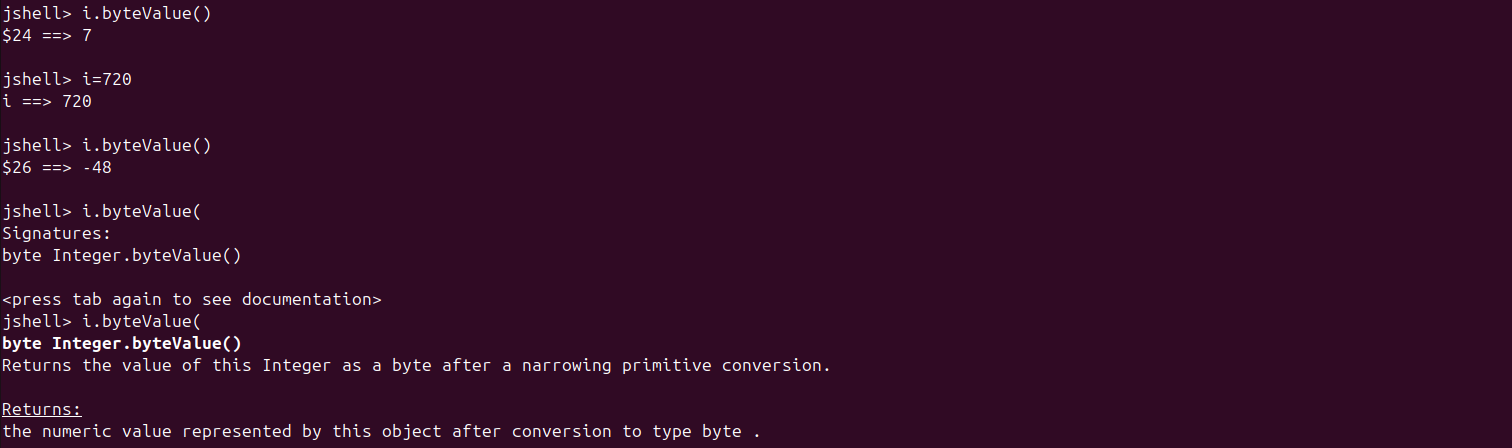 jshell> i.byteValue()
$24 ==> 7
jshell> i=720
i ==> 720
jshell> i.byteValue()
$26 ==> -48
jshell> i.byteValue(
Signatures:
byte Integer.byteValue()
<press tab again to see documentation>
jshell> i.byteValue(
byte Integer.byteValue()
Returns the value of this Integer as a byte after a narrowing primitive conversion.
Returns:
the numeric value represented by this object after conversion to type byte .